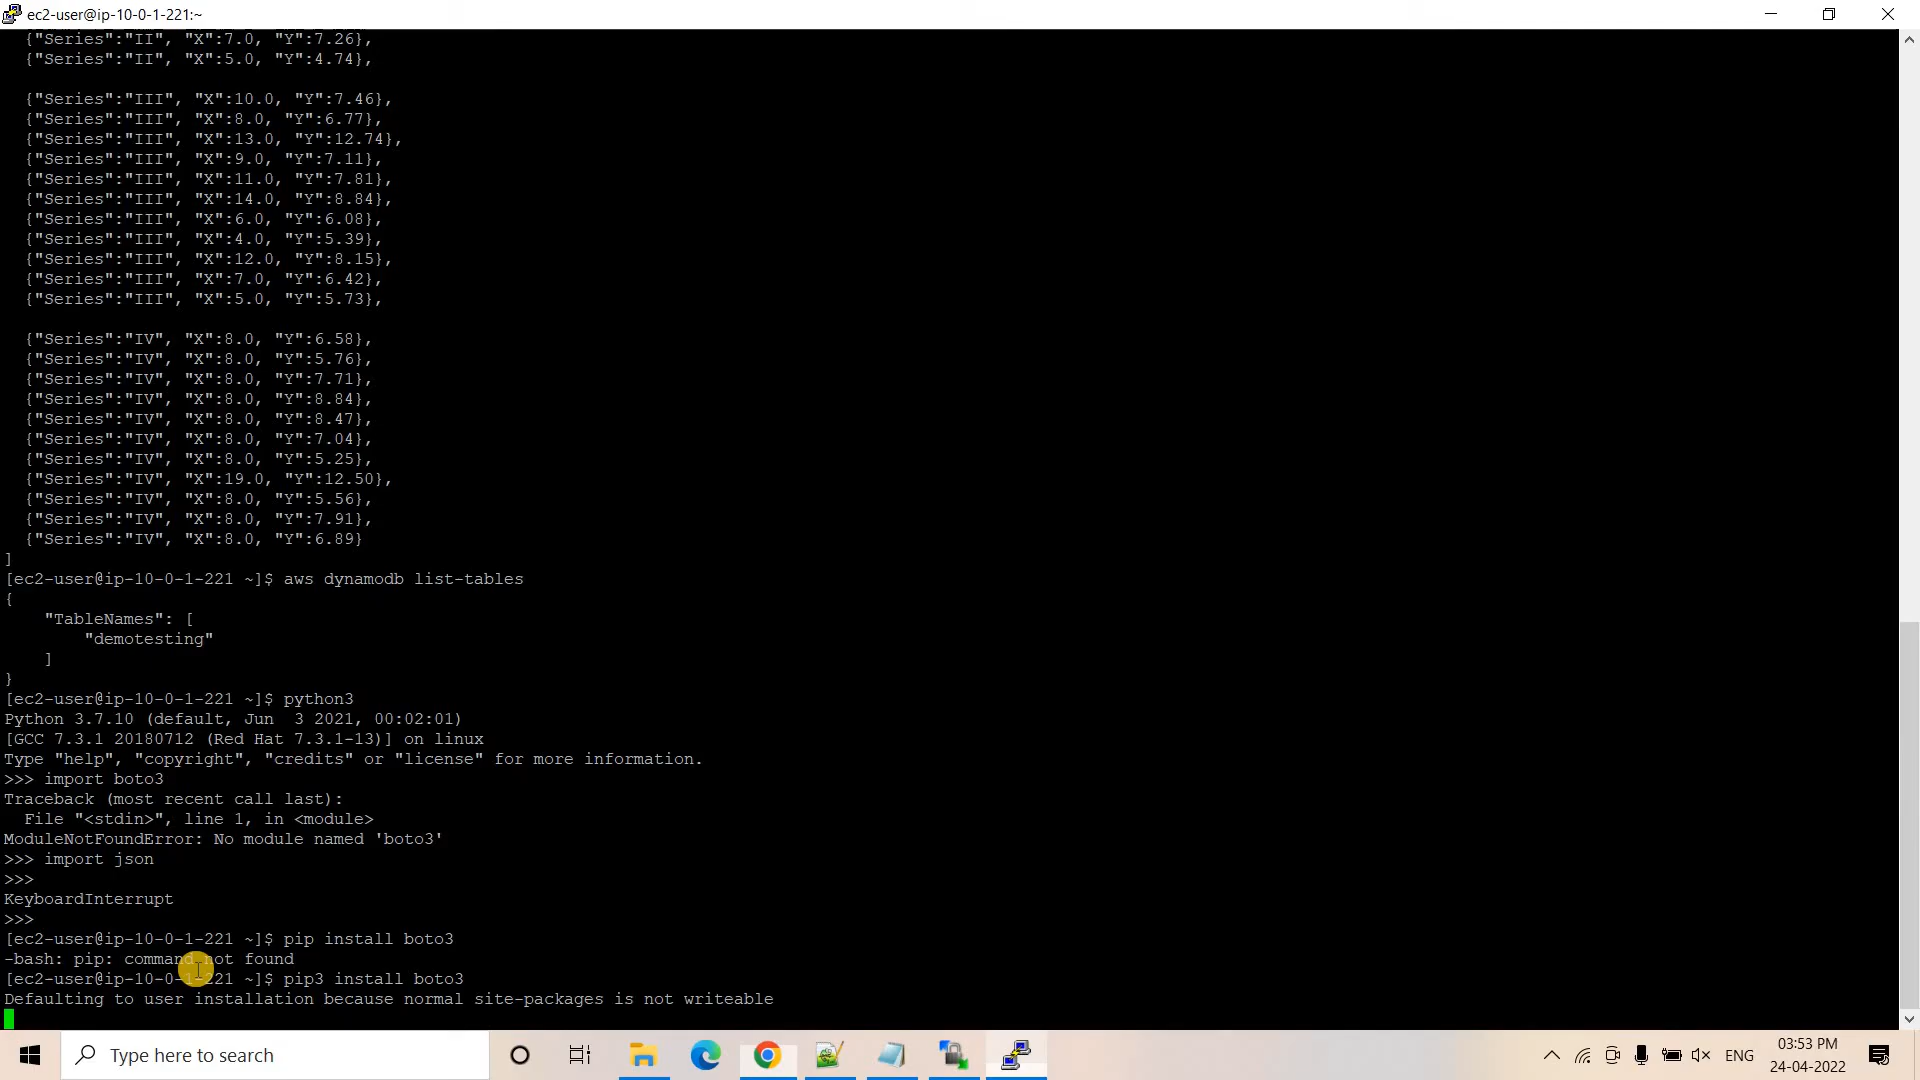 ec2-user@ip-10-0-1-221:~
{"Series":"II", "X":7.0, "Y":7.26},
{"Series":"II", "X":5.0, "Y":4.74},
{"Series":"III", "X":10.0, "Y":7.46},
{"Series":"III", "X":8.0, "Y":6.77},
{"Series":"III", "X":13.0, "Y":12.74},
{"Series":"III", "X":9.0, "Y":7.11},
{"Series":"III", "X":11.0, "Y":7.81},
{"Series":"III", "X":14.0, "Y":8.84},
{"Series":"III", "X":6.0, "Y":6.08},
{"Series":"III", "X":4.0, "Y":5.39},
{"Series":"III", "X":12.0, "Y":8.15},
{"Series":"III", "X":7.0, "Y":6.42},
{"Series":"III", "X":5.0, "Y":5.73},
{"Series":"IV", "X":8.0, "Y":6.58},
{"Series":"IV", "X":8.0, "Y":5.76},
{"Series":"IV", "X":8.0, "Y":7.71},
{"Series":"IV", "X":8.0, "Y":8.84},
{"Series":"IV", "X":8.0, "Y":8.47},
{"Series":"IV", "X":8.0, "Y":7.04},
{"Series":"IV", "X":8.0, "Y":5.25},
{"Series":"IV", "X":19.0, "Y":12.50},
{"Series":"IV", "X":8.0, "Y":5.56},
{"Series":"IV", "X":8.0, "Y":7.91},
{"Series":"IV", "X":8.0, "Y":6.89}
]
[ec2-user@ip-10-0-1-221 ~]$ aws dynamodb list-tables
{
"TableNames": [
"demotesting"
]
}
[ec2-user@ip-10-0-1-221 ~]$ python3
Python 3.7.10 (default, Jun  3 2021, 00:02:01)
[GCC 7.3.1 20180712 (Red Hat 7.3.1-13)] on linux
Type "help", "copyright", "credits" or "license" for more information.
>>> import boto3
Traceback (most recent call last):
File "<stdin>", line 1, in <module>
ModuleNotFoundError: No module named 'boto3'
>>> import json
>>>
KeyboardInterrupt
>>>
[ec2-user@ip-10-0-1-221 ~]$ pip install boto3
-bash: pip: command not found
[ec2-user@ip-10-0-1-221 ~]$ pip3 install boto3
Defaulting to user installation because normal site-packages is not writeable
Type here to search
ENG
03:53 PM
24-04-2022